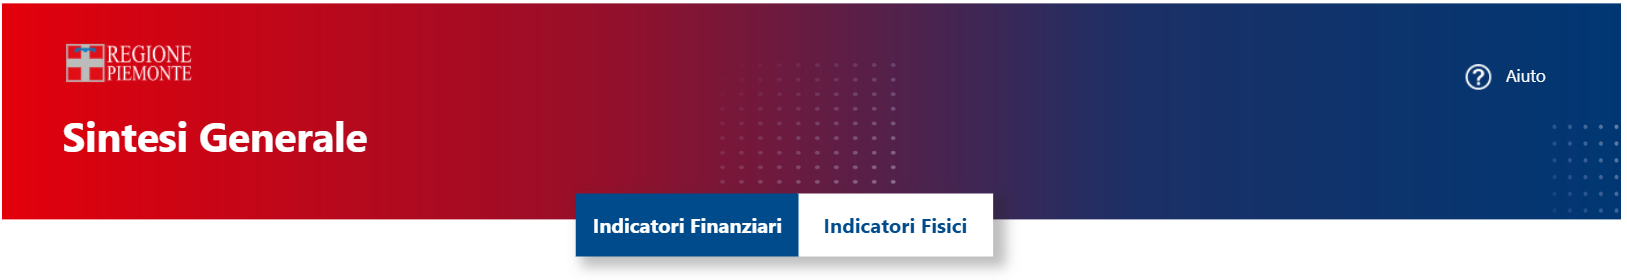 REGIONE
PIEMONTE
Aiuto
Sintesi Generale
Indicatori Finanziari
Indicatori Fisici